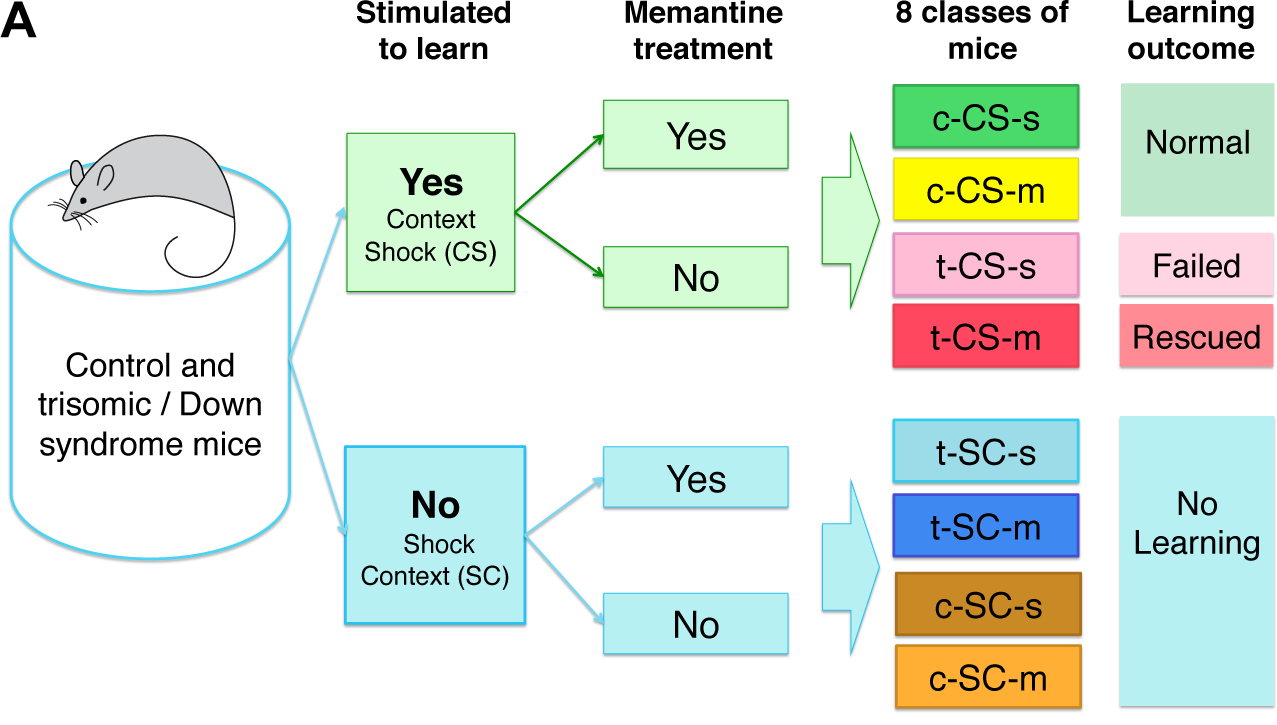 A
Stimulated
to learn
Memantine
treatment
8 classes of
mice
Learning
outcome
Control and
trisomic / Down
syndrome mice
Yes
Context
Shock (CS)
Yes
No
c-CS-s
c-CS-m
t-CS-s
t-CS-m
Normal
Failed
Rescued
No
Shock
Context (SC)
Yes
No
t-SC-s
t-SC-m
c-SC-s
c-SC-m
No
Learning